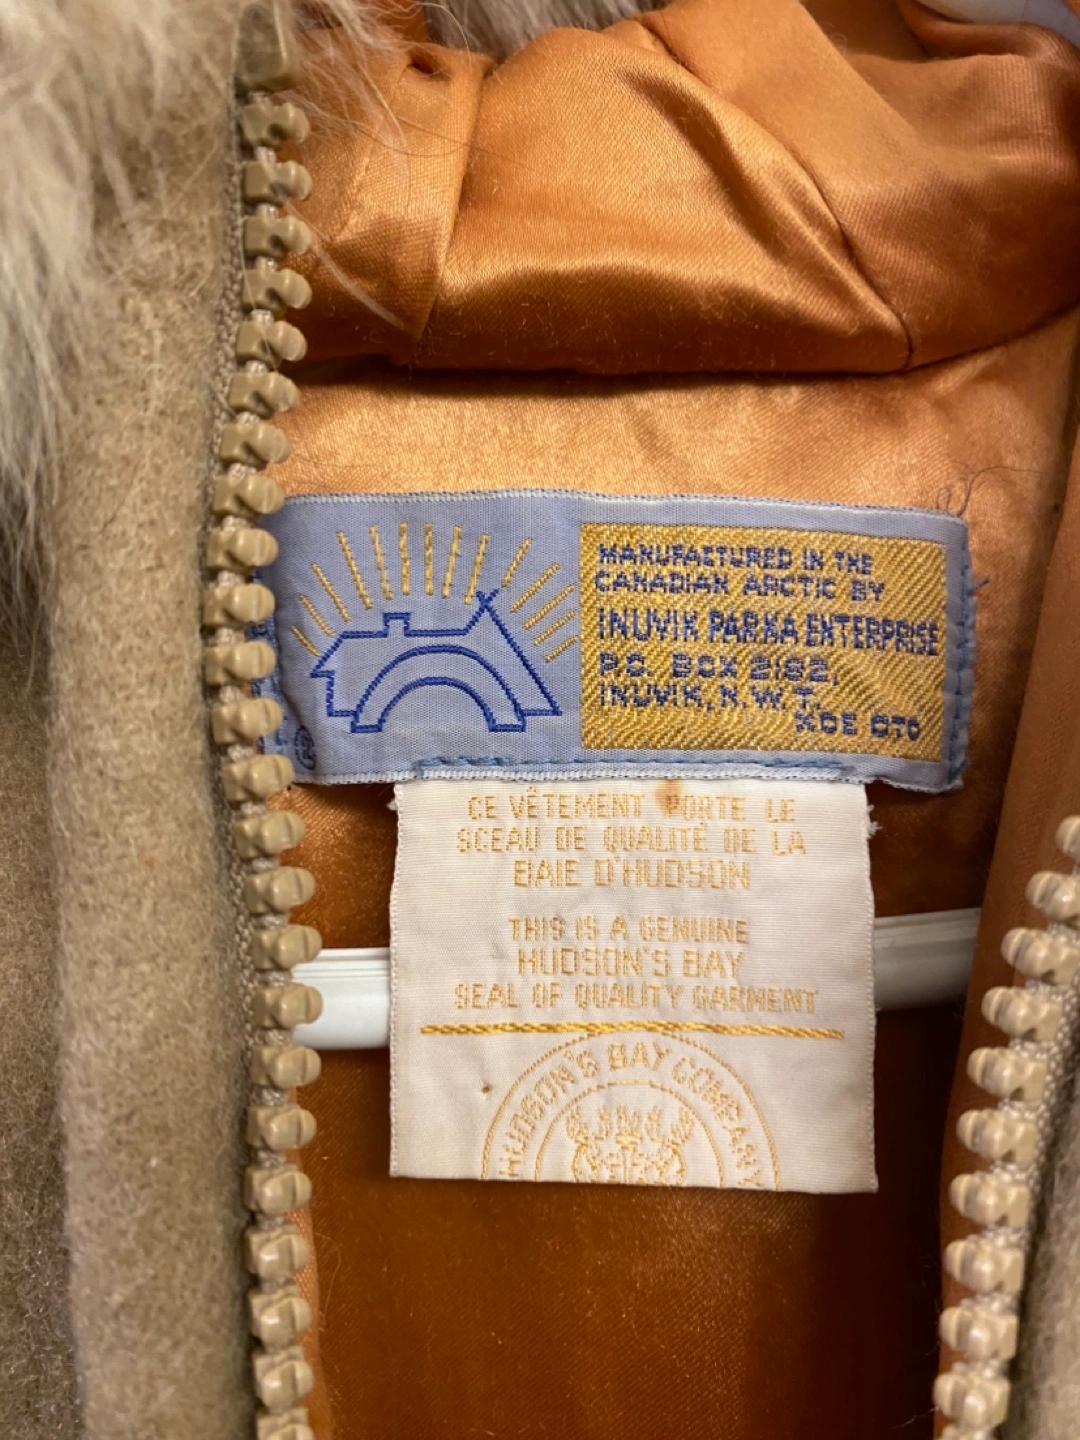 MANUFACTURED IN THE
CANADIAN ARCTIC BY
INUVIK PARKA ENTERPRISE
P.O. BOX 2182,
INUVIK, N.W.T.
X0E 0T0
CE VÊTEMENT PORTE LE
SCEAU DE QUALITÉ DE LA
BAIE D'HUDSON
THIS IS A GENUINE
HUDSON'S BAY
SEAL OF QUALITY GARMENT
HUDSON'S BAY COMPANY